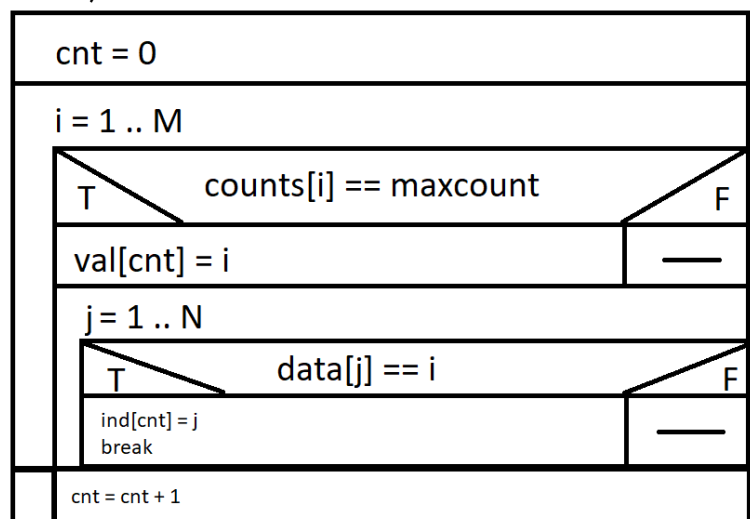 cnt = 0
i = 1 .. M
T counts[i] == maxcount F
val[cnt] = i
j = 1 .. N
T data[j] == i F
ind[cnt] = j
break
cnt = cnt + 1